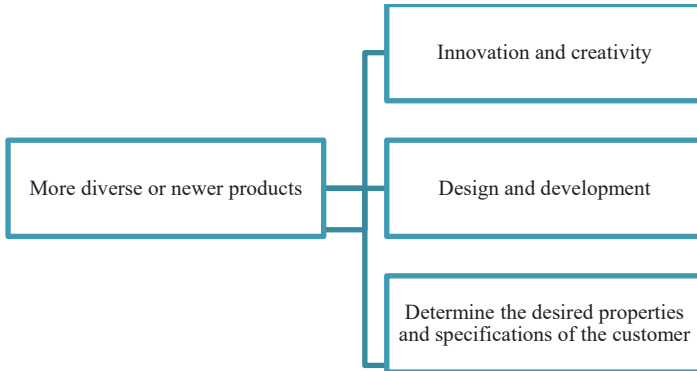 Innovation and creativity
More diverse or newer products
Design and development
Determine the desired properties
and specifications of the customer